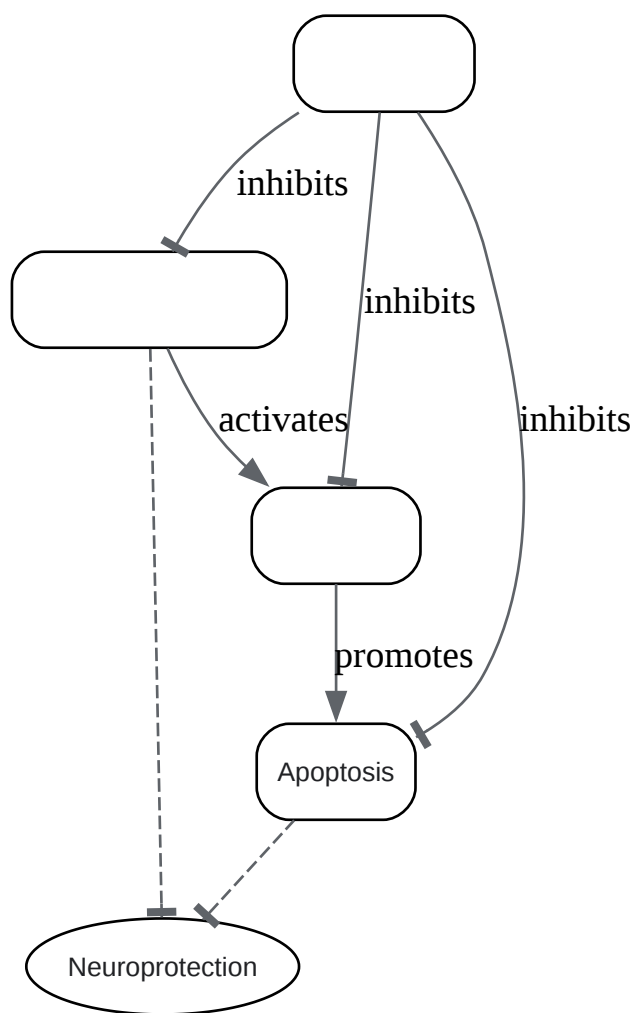 inhibits
inhibits
activates
inhibits
promotes
Apoptosis
Neuroprotection